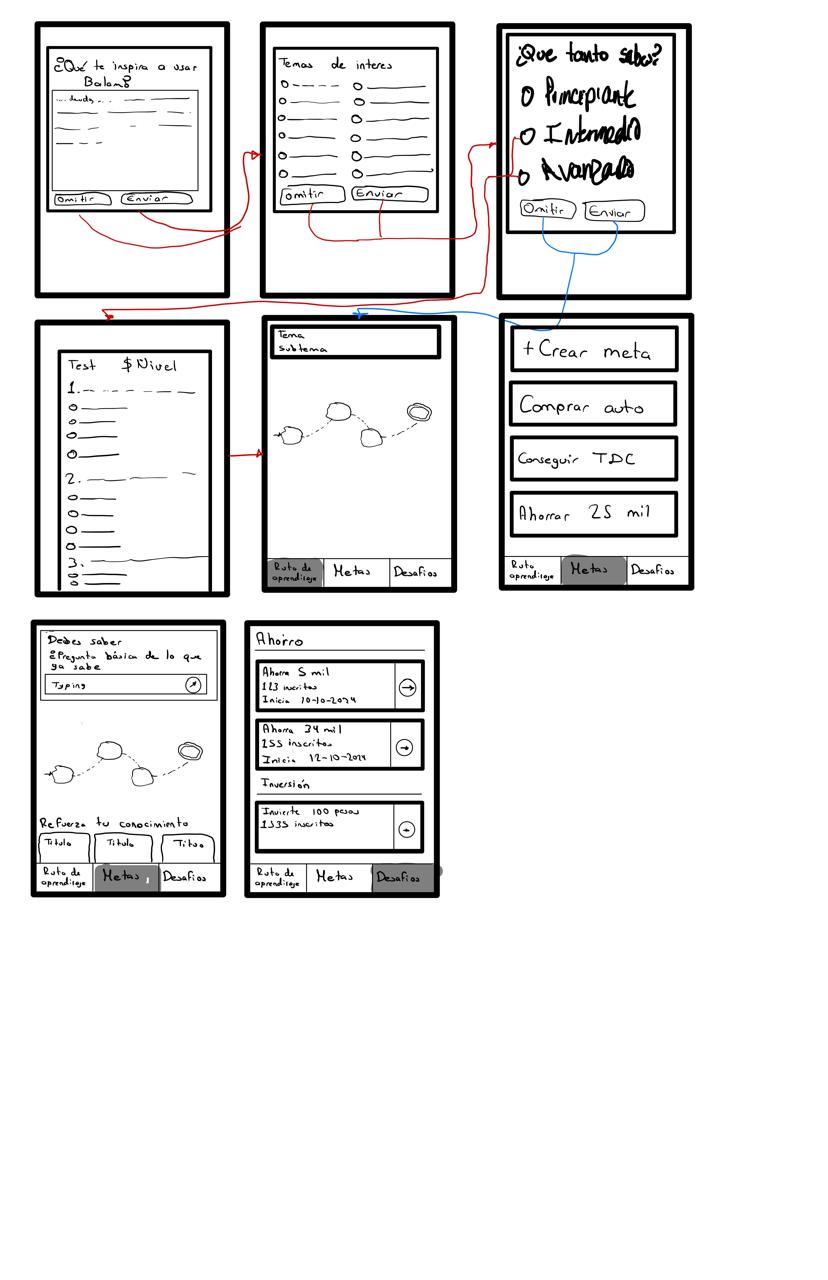 ¿Qué te inspira a usar
Balam?
... deuda ...
Omitir
Enviar
Temas de interes
Omitir
Enviar
¿Que tanto sabes?
Principiante
Intermedio
Avanzado
Omitir
Enviar
Test $ Nivel
1.
2.
3.
Tema
Subtema
Ruta de
aprendizaje
Metas
Desafios
+ Crear meta
Comprar auto
Conseguir TDC
Ahorrar 25 mil
Ruta
aprendizaje
Metas
Desafios
Debes saber
¿Pregunta básica de lo que
ya sabe
Typing
Refuerza tu conocimiento
Titulo
Titulo
Titulo
Ruta de
aprendizaje
Metas
Desafios
Ahorro
Ahorra 5 mil
123 inscritos
Inicia 10-10-2024
Ahorra 34 mil
255 inscritos
Inicia 12-10-2024
Inversión
Invierte 100 pesos
1535 inscritos
Ruta de
aprendizaje
Metas
Desafios